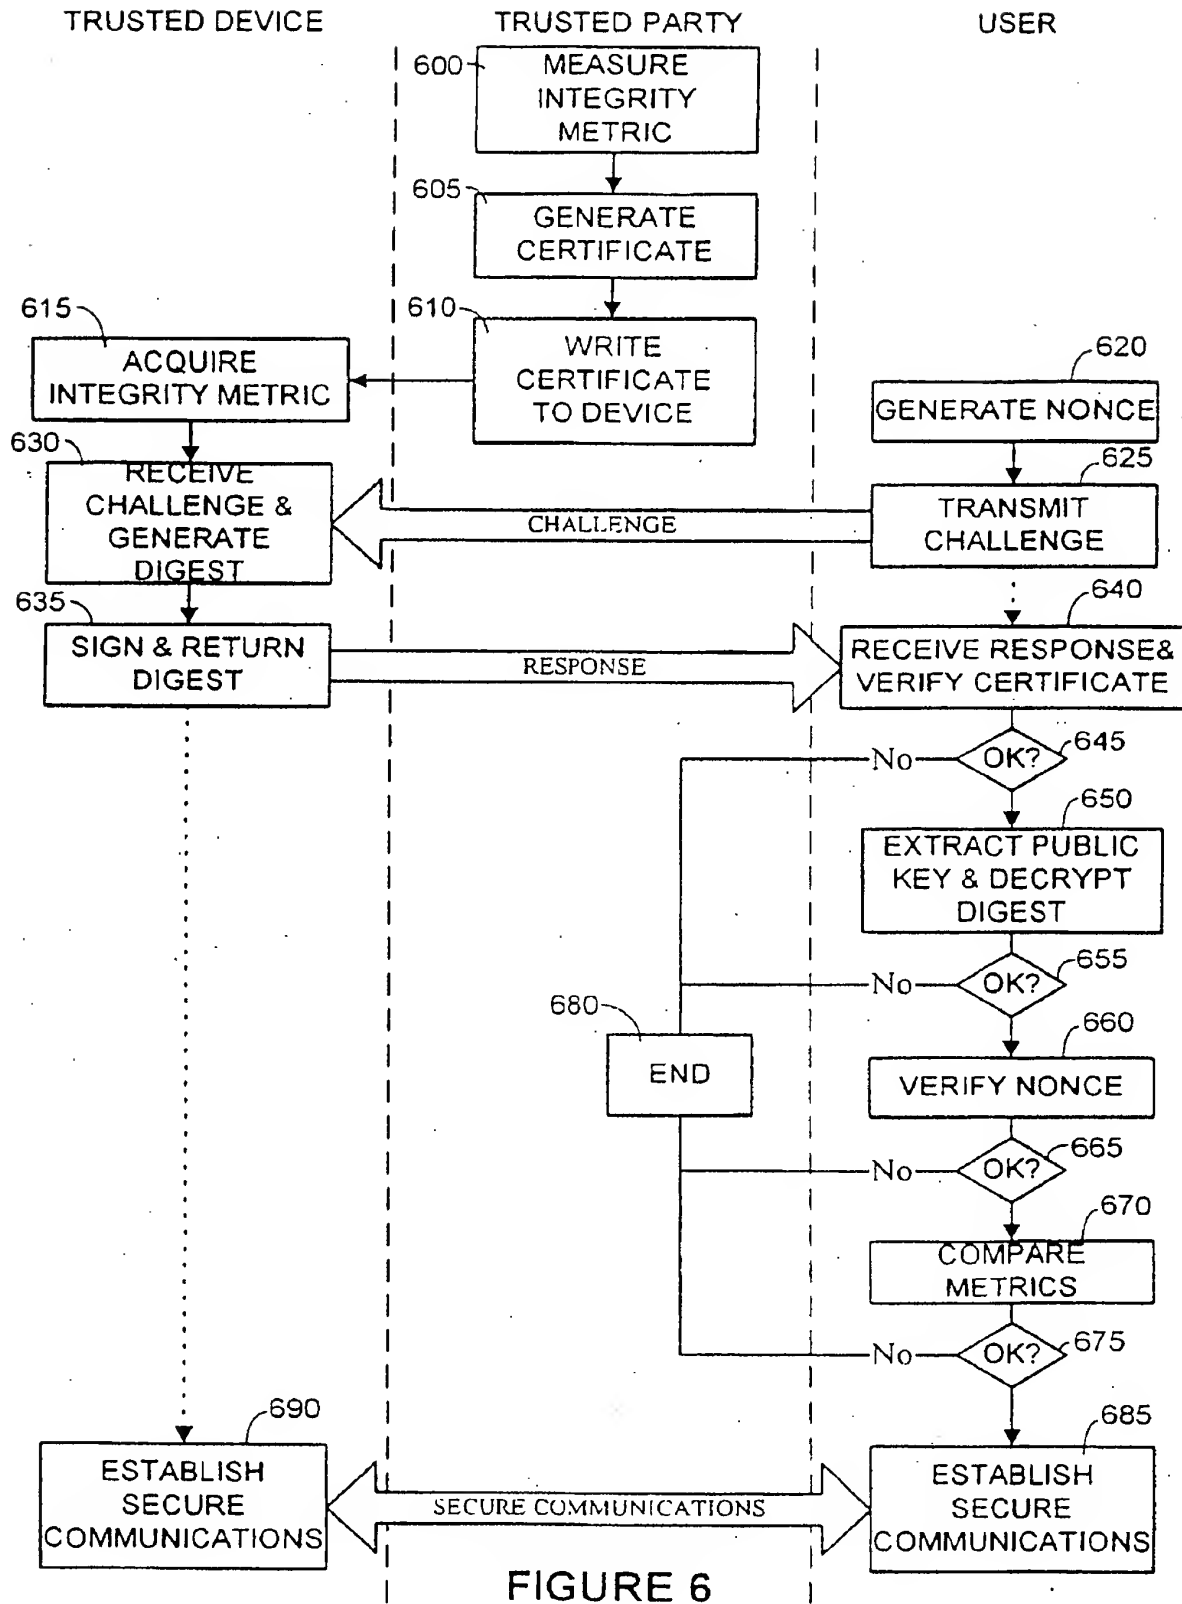 TRUSTED DEVICE
TRUSTED PARTY
USER
600
MEASURE
INTEGRITY
METRIC
605
GENERATE
CERTIFICATE
610
WRITE
CERTIFICATE
TO DEVICE
615
ACQUIRE
INTEGRITY METRIC
620
GENERATE NONCE
625
TRANSMIT
CHALLENGE
CHALLENGE
630
RECEIVE
CHALLENGE &
GENERATE
DIGEST
635
SIGN & RETURN
DIGEST
RESPONSE
640
RECEIVE RESPONSE&
VERIFY CERTIFICATE
No
OK?
645
650
EXTRACT PUBLIC
KEY & DECRYPT
DIGEST
No
OK?
655
680
END
660
VERIFY NONCE
No
OK?
665
670
COMPARE
METRICS
No
OK?
675
690
ESTABLISH
SECURE
COMMUNICATIONS
SECURE COMMUNICATIONS
685
ESTABLISH
SECURE
COMMUNICATIONS
FIGURE 6